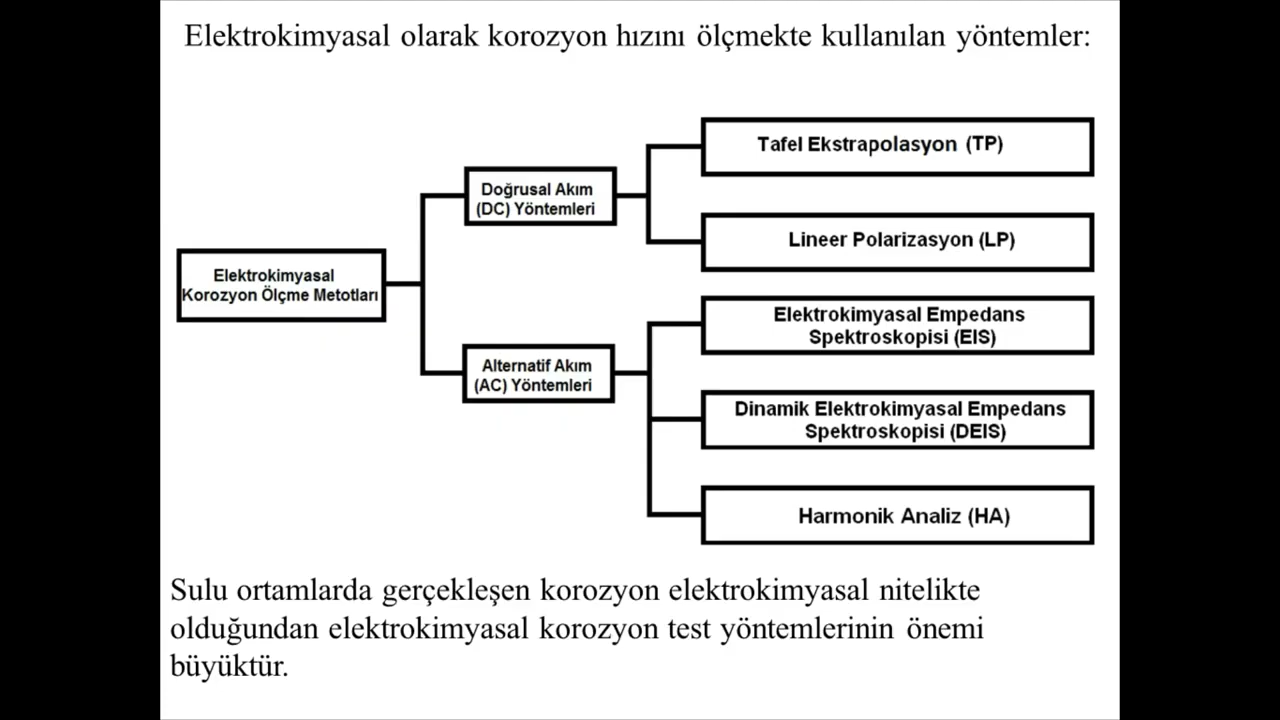 Elektrokimyasal olarak korozyon hızını ölçmekte kullanılan yöntemler:
Tafel Ekstrapolasyon (TP)
Doğrusal Akım
(DC) Yöntemleri
Lineer Polarizasyon (LP)
Elektrokimyasal
Korozyon Ölçme Metotları
Elektrokimyasal Empedans
Spektroskopisi (EIS)
Alternatif Akım
(AC) Yöntemleri
Dinamik Elektrokimyasal Empedans
Spektroskopisi (DEIS)
Harmonik Analiz (HA)
Sulu ortamlarda gerçekleşen korozyon elektrokimyasal nitelikte
olduğundan elektrokimyasal korozyon test yöntemlerinin önemi
büyüktür.